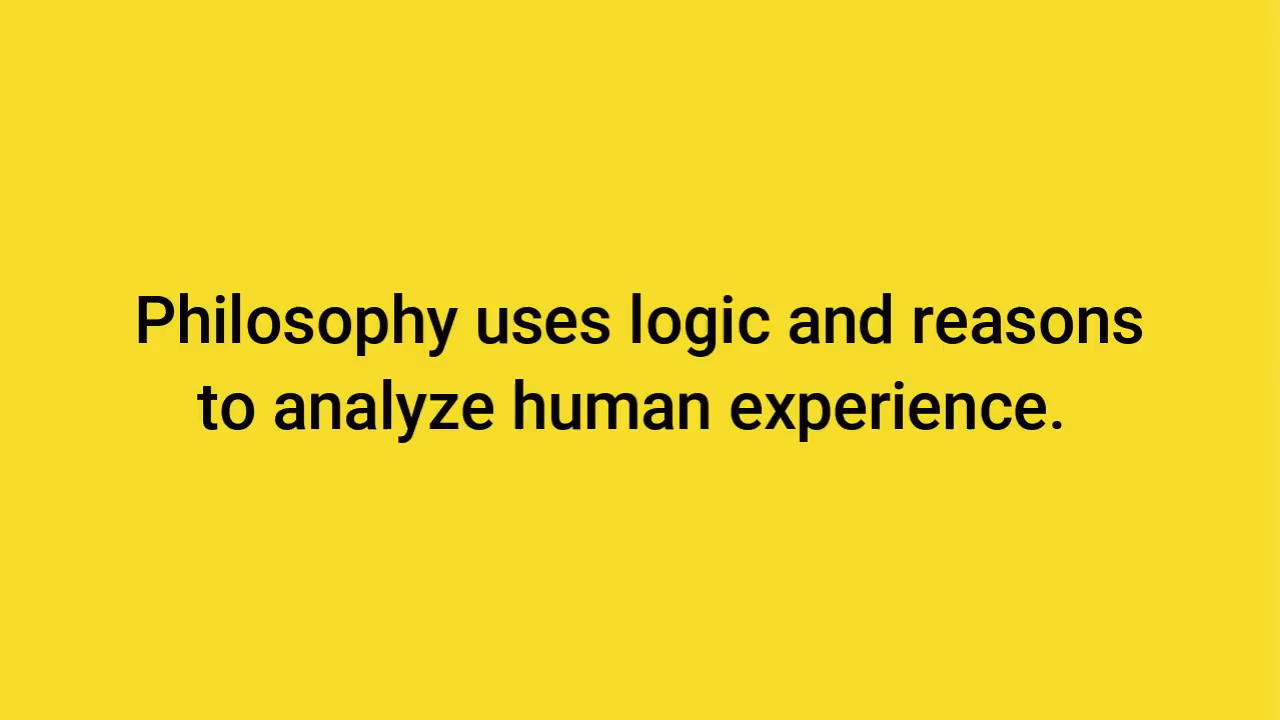 Philosophy uses logic and reasons
to analyze human experience.